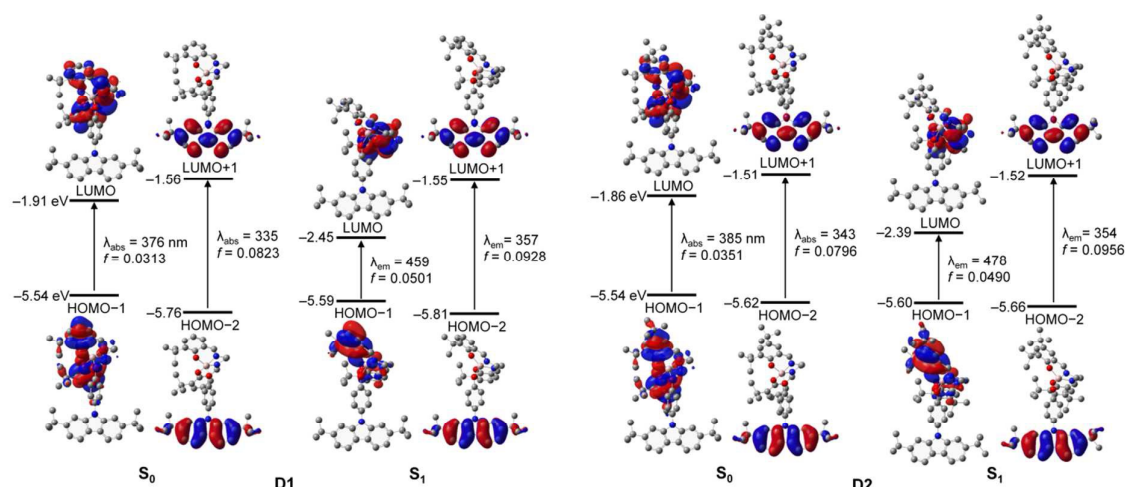 LUMO
−1.91 eV
λabs = 376 nm
f = 0.0313
−5.54 eV
HOMO−1
LUMO+1
−1.56
λabs = 335
f = 0.0823
−5.76
HOMO−2
S0
LUMO
−2.45
λem = 459
f = 0.0501
−5.59
HOMO−1
LUMO+1
−1.55
λem = 357
f = 0.0928
−5.81
HOMO−2
S1
D1
LUMO
−1.86 eV
λabs = 385 nm
f = 0.0351
−5.54
HOMO−1
LUMO+1
−1.51
λabs = 343
f = 0.0796
−5.62
HOMO−2
S0
LUMO
−2.39
λem = 478
f = 0.0490
−5.60
HOMO−1
LUMO+1
−1.52
λem = 354
f = 0.0956
−5.66
HOMO−2
S1
D2